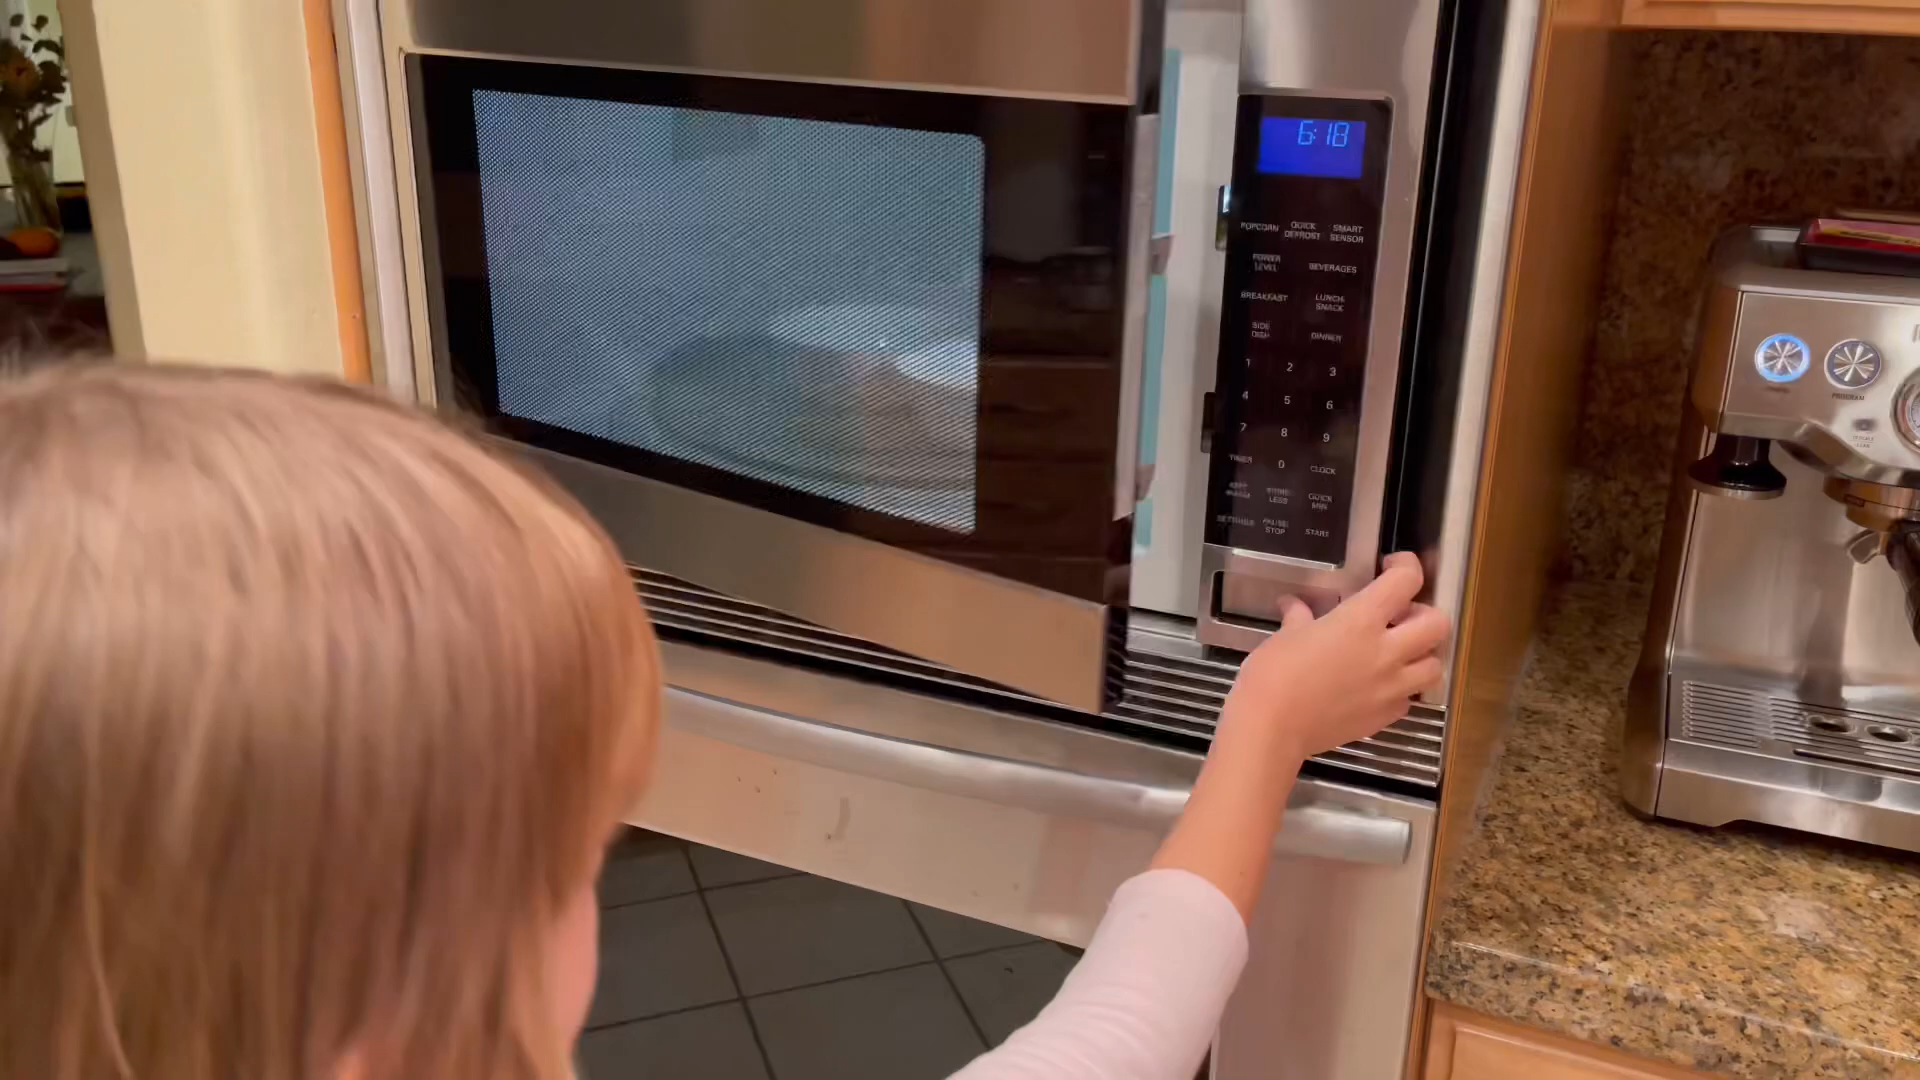 6:18
POPCORN QUICK DEFROST SMART SENSOR
POWER LEVEL BEVERAGES
BREAKFAST LUNCH SNACK
SIDE DISH DINNER
1 2 3
4 5 6
7 8 9
TIMER 0 CLOCK
QUICK MIN
SETTINGS PAUSE STOP START
PROGRAM